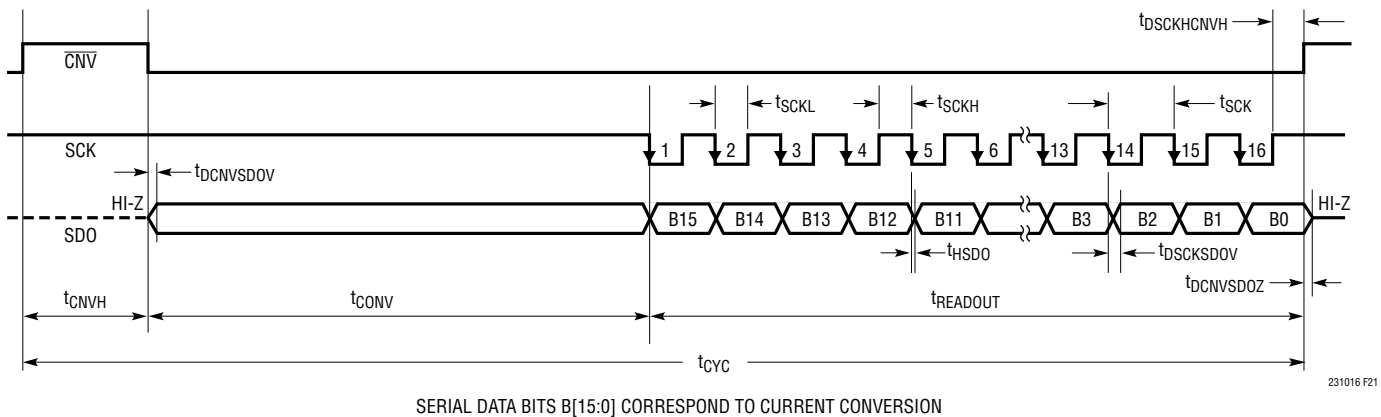 tDSCKHCNVH
CNV
tSCKL
tSCKH
tSCK
SCK
1 2 3 4 5 6 13 14 15 16
tDCNVSDOV
HI-Z
SDO
B15 B14 B13 B12 B11 B3 B2 B1 B0
HI-Z
tHSDO
tDSCKSDOV
tDCNVSDOZ
tCNVH
tCONV
tREADOUT
tCYC
231016 F21
SERIAL DATA BITS B[15:0] CORRESPOND TO CURRENT CONVERSION